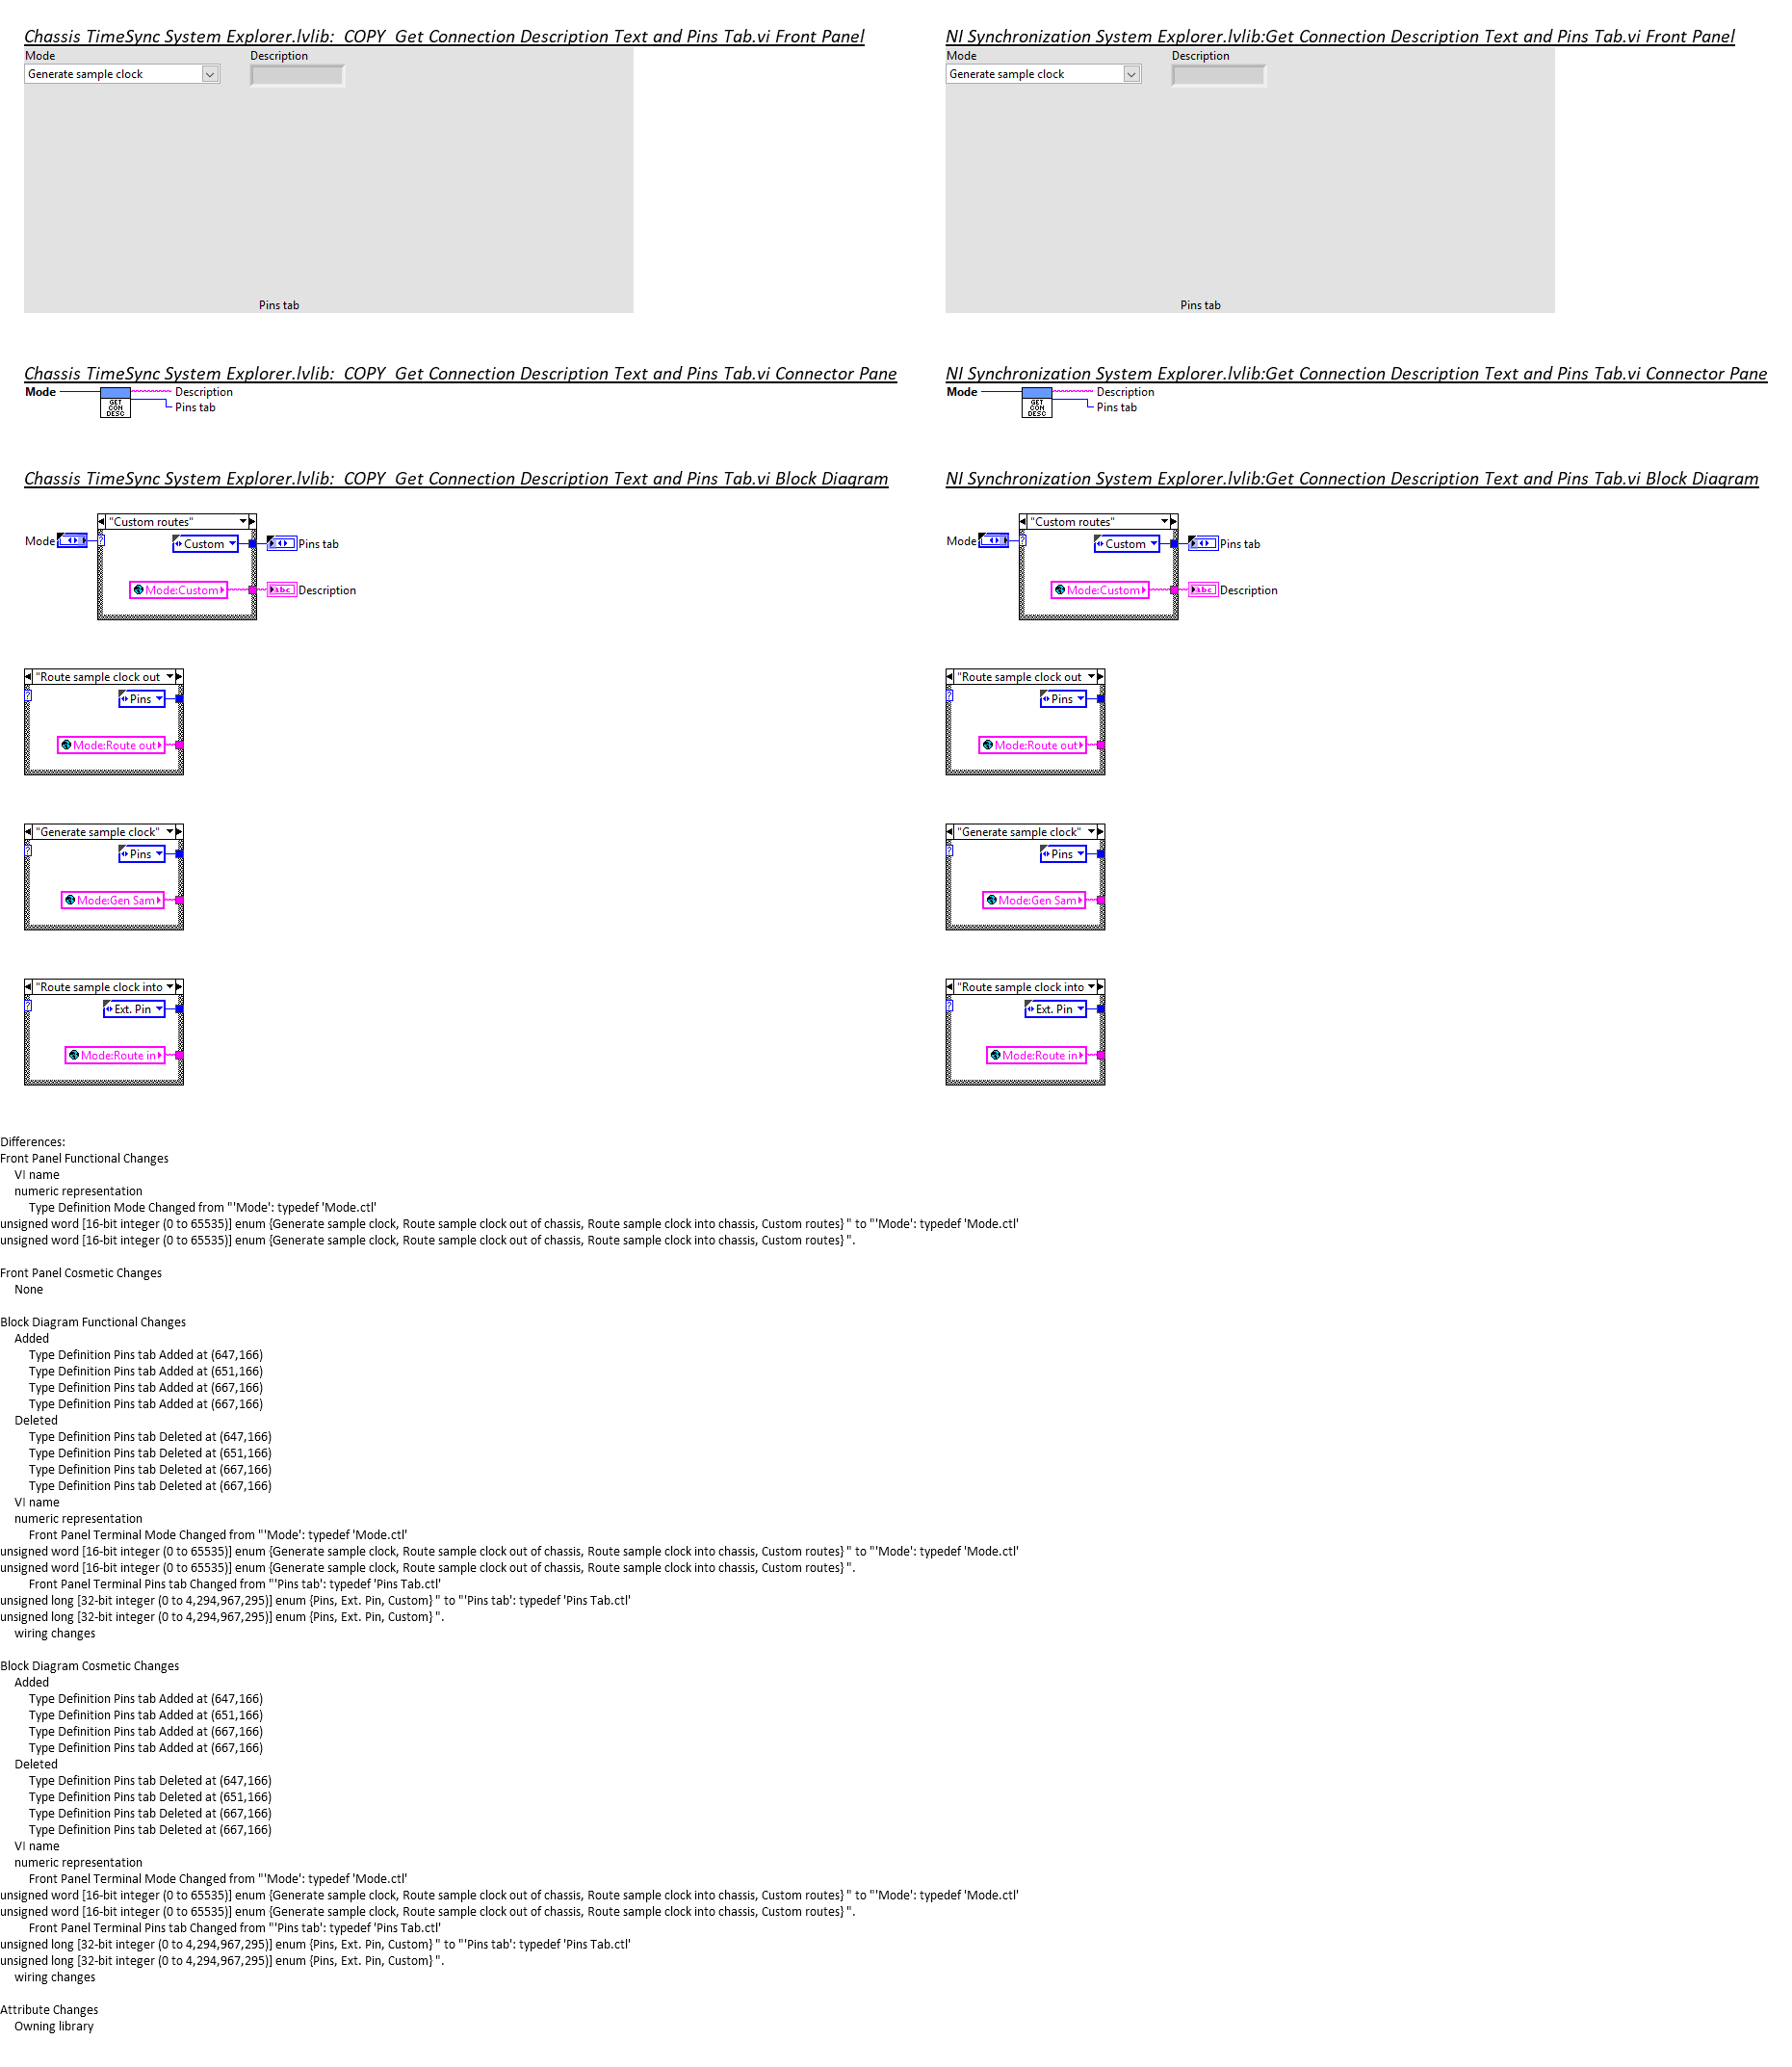 Chassis TimeSync System Explorer.lvlib:  COPY  Get Connection Description Text and Pins Tab.vi Front Panel
Mode
Description
Generate sample clock
Pins tab
NI Synchronization System Explorer.lvlib:Get Connection Description Text and Pins Tab.vi Front Panel
Mode
Description
Generate sample clock
Pins tab
Chassis TimeSync System Explorer.lvlib:  COPY  Get Connection Description Text and Pins Tab.vi Connector Pane
Mode
GET
CON
DESC
Description
Pins tab
NI Synchronization System Explorer.lvlib:Get Connection Description Text and Pins Tab.vi Connector Pane
Mode
GET
CON
DESC
Description
Pins tab
Chassis TimeSync System Explorer.lvlib:  COPY  Get Connection Description Text and Pins Tab.vi Block Diagram
"Custom routes"
Mode
?
Custom
Pins tab
Mode:Custom
abc
Description
"Route sample clock out
?
Pins
Mode:Route out
"Generate sample clock"
?
Pins
Mode:Gen Sam
"Route sample clock into
?
Ext. Pin
Mode:Route in
NI Synchronization System Explorer.lvlib:Get Connection Description Text and Pins Tab.vi Block Diagram
"Custom routes"
Mode
?
Custom
Pins tab
Mode:Custom
abc
Description
"Route sample clock out
?
Pins
Mode:Route out
"Generate sample clock"
?
Pins
Mode:Gen Sam
"Route sample clock into
?
Ext. Pin
Mode:Route in
Differences:
Front Panel Functional Changes
VI name
numeric representation
Type Definition Mode Changed from "'Mode': typedef 'Mode.ctl'
unsigned word [16-bit integer (0 to 65535)] enum {Generate sample clock, Route sample clock out of chassis, Route sample clock into chassis, Custom routes} " to "'Mode': typedef 'Mode.ctl'
unsigned word [16-bit integer (0 to 65535)] enum {Generate sample clock, Route sample clock out of chassis, Route sample clock into chassis, Custom routes} ".
Front Panel Cosmetic Changes
None
Block Diagram Functional Changes
Added
Type Definition Pins tab Added at (647,166)
Type Definition Pins tab Added at (651,166)
Type Definition Pins tab Added at (667,166)
Type Definition Pins tab Added at (667,166)
Deleted
Type Definition Pins tab Deleted at (647,166)
Type Definition Pins tab Deleted at (651,166)
Type Definition Pins tab Deleted at (667,166)
Type Definition Pins tab Deleted at (667,166)
VI name
numeric representation
Front Panel Terminal Mode Changed from "'Mode': typedef 'Mode.ctl'
unsigned word [16-bit integer (0 to 65535)] enum {Generate sample clock, Route sample clock out of chassis, Route sample clock into chassis, Custom routes} " to "'Mode': typedef 'Mode.ctl'
unsigned word [16-bit integer (0 to 65535)] enum {Generate sample clock, Route sample clock out of chassis, Route sample clock into chassis, Custom routes} ".
Front Panel Terminal Pins tab Changed from "'Pins tab': typedef 'Pins Tab.ctl'
unsigned long [32-bit integer (0 to 4,294,967,295)] enum {Pins, Ext. Pin, Custom} " to "'Pins tab': typedef 'Pins Tab.ctl'
unsigned long [32-bit integer (0 to 4,294,967,295)] enum {Pins, Ext. Pin, Custom} ".
wiring changes
Block Diagram Cosmetic Changes
Added
Type Definition Pins tab Added at (647,166)
Type Definition Pins tab Added at (651,166)
Type Definition Pins tab Added at (667,166)
Type Definition Pins tab Added at (667,166)
Deleted
Type Definition Pins tab Deleted at (647,166)
Type Definition Pins tab Deleted at (651,166)
Type Definition Pins tab Deleted at (667,166)
Type Definition Pins tab Deleted at (667,166)
VI name
numeric representation
Front Panel Terminal Mode Changed from "'Mode': typedef 'Mode.ctl'
unsigned word [16-bit integer (0 to 65535)] enum {Generate sample clock, Route sample clock out of chassis, Route sample clock into chassis, Custom routes} " to "'Mode': typedef 'Mode.ctl'
unsigned word [16-bit integer (0 to 65535)] enum {Generate sample clock, Route sample clock out of chassis, Route sample clock into chassis, Custom routes} ".
Front Panel Terminal Pins tab Changed from "'Pins tab': typedef 'Pins Tab.ctl'
unsigned long [32-bit integer (0 to 4,294,967,295)] enum {Pins, Ext. Pin, Custom} " to "'Pins tab': typedef 'Pins Tab.ctl'
unsigned long [32-bit integer (0 to 4,294,967,295)] enum {Pins, Ext. Pin, Custom} ".
wiring changes
Attribute Changes
Owning library